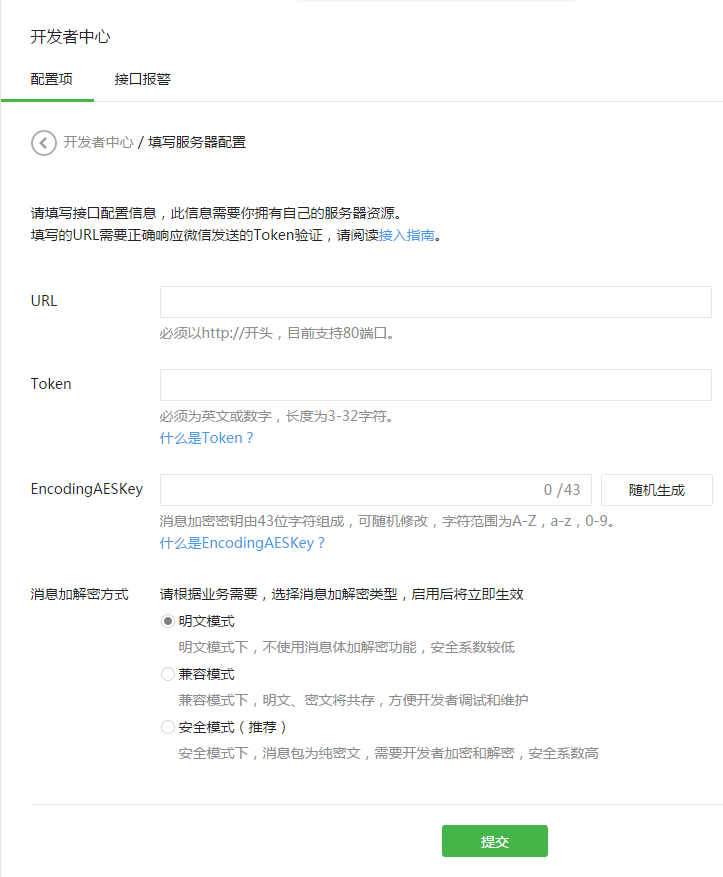 开发者中心
配置项
接口报警
开发者中心 / 填写服务器配置
请填写接口配置信息，此信息需要你拥有自己的服务器资源。
填写的URL需要正确响应微信发送的Token验证，请阅读接入指南。
URL
必须以http://开头，目前支持80端口。
Token
必须为英文或数字，长度为3-32字符。
什么是Token？
EncodingAESKey
0 /43
随机生成
消息加密密钥由43位字符组成，可随机修改，字符范围为A-Z，a-z，0-9。
什么是EncodingAESKey？
消息加解密方式
请根据业务需要，选择消息加解密类型，启用后将立即生效
明文模式
明文模式下，不使用消息体加解密功能，安全系数较低
兼容模式
兼容模式下，明文、密文将共存，方便开发者调试和维护
安全模式（推荐）
安全模式下，消息包为纯密文，需要开发者加密和解密，安全系数高
提交